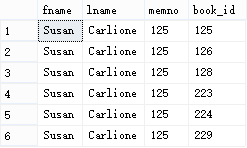 fname lname memno book_id
1 Susan Carlione 125 125
2 Susan Carlione 125 126
3 Susan Carlione 125 128
4 Susan Carlione 125 223
5 Susan Carlione 125 224
6 Susan Carlione 125 229